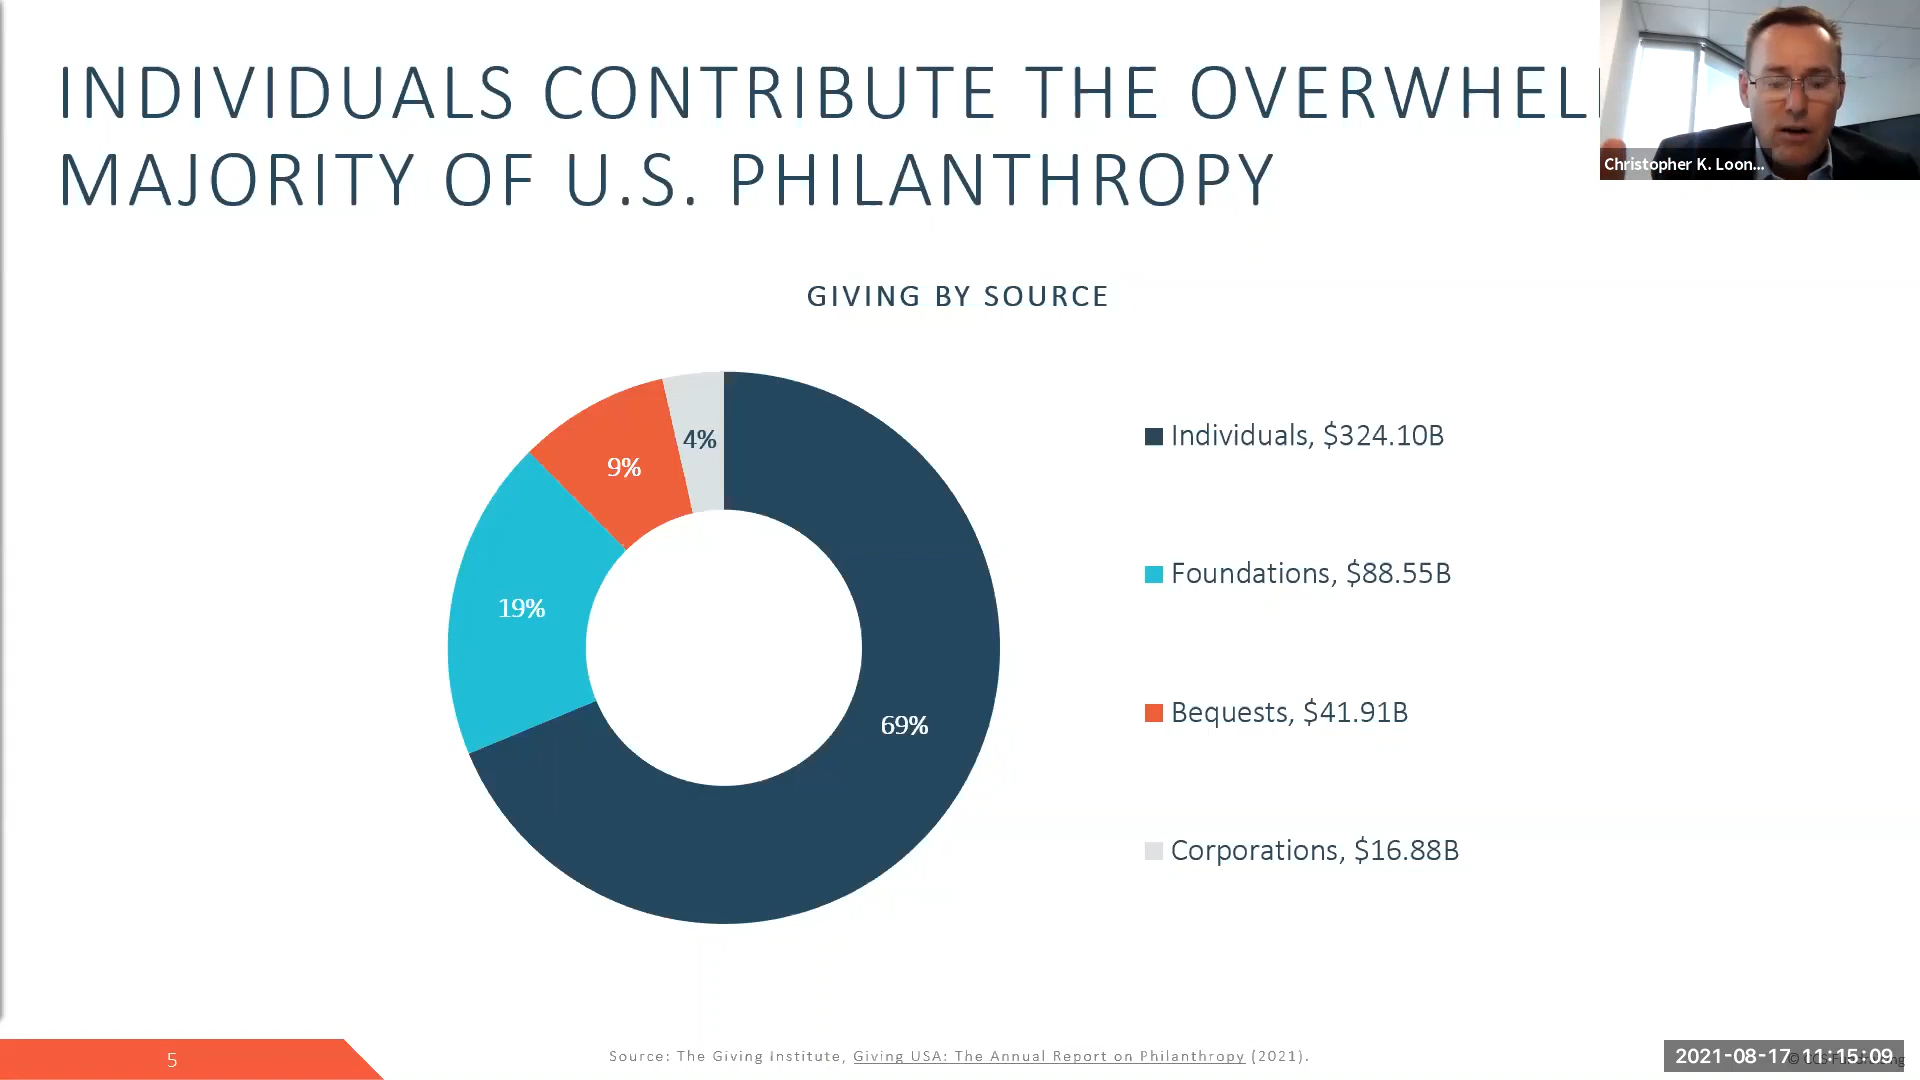 INDIVIDUALS CONTRIBUTE THE OVERWHEL
MAJORITY OF U.S. PHILANTHROPY
Christopher K. Loon...
GIVING BY SOURCE
4%
9%
19%
69%
Individuals, $324.10B
Foundations, $88.55B
Bequests, $41.91B
Corporations, $16.88B
5
Source: The Giving Institute, Giving USA: The Annual Report on Philanthropy (2021).
2021-08-17 11:15:09